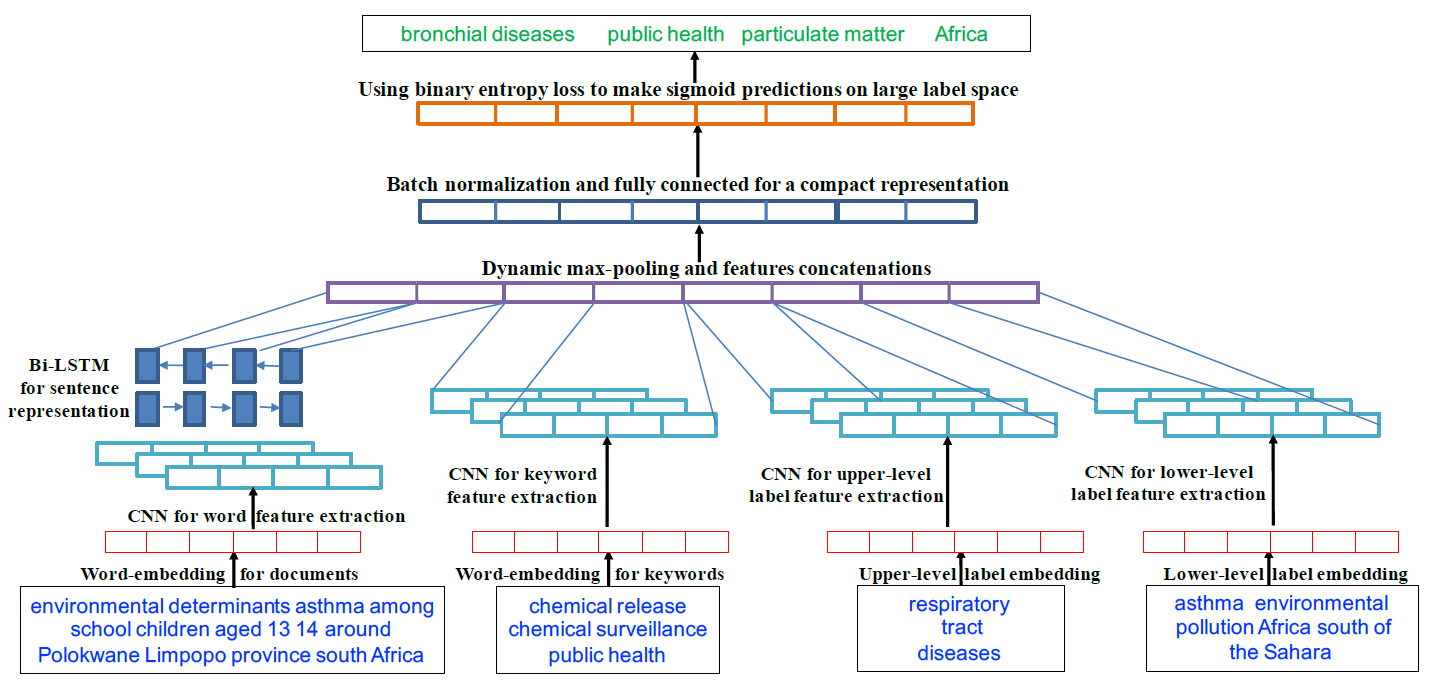 bronchial diseases public health particulate matter Africa
Using binary entropy loss to make sigmoid predictions on large label space
Batch normalization and fully connected for a compact representation
Dynamic max-pooling and features concatenations
Bi-LSTM
for sentence
representation
CNN for word feature extraction
CNN for keyword
feature extraction
CNN for upper-level
label feature extraction
CNN for lower-level
label feature extraction
Word-embedding for documents
Word-embedding for keywords
Upper-level label embedding
Lower-level label embedding
environmental determinants asthma among
school children aged 13 14 around
Polokwane Limpopo province south Africa
chemical release
chemical surveillance
public health
respiratory
tract
diseases
asthma environmental
pollution Africa south of
the Sahara